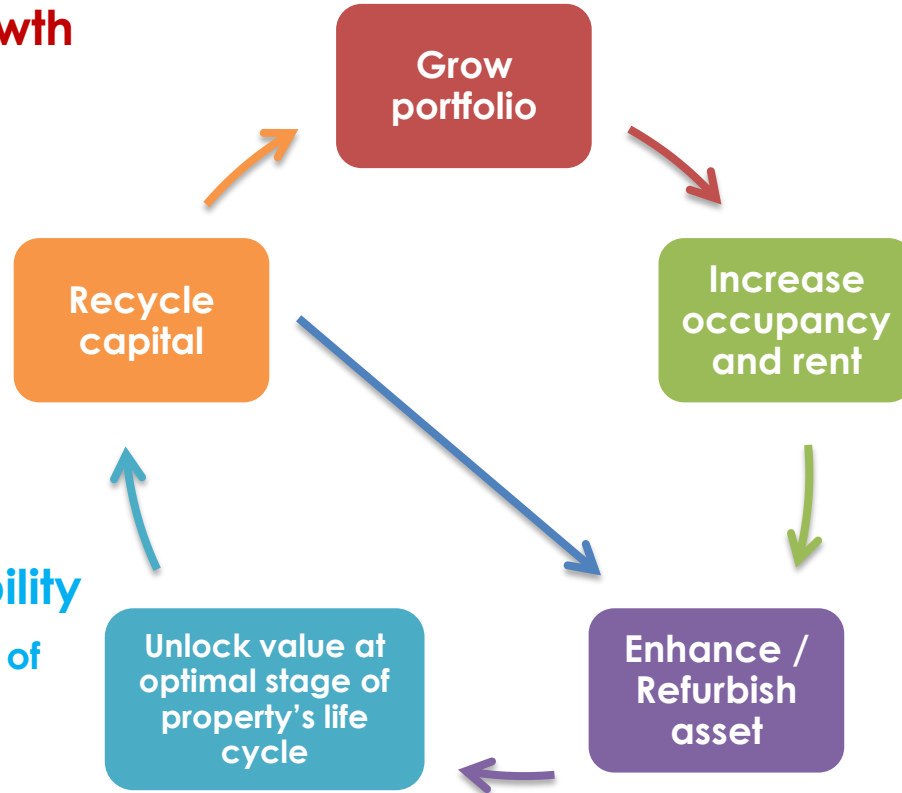 wth
Grow
portfolio
Increase
occupancy
and rent
Recycle
capital
bility
of
Unlock value at
optimal stage of
property’s life
cycle
Enhance /
Refurbish
asset